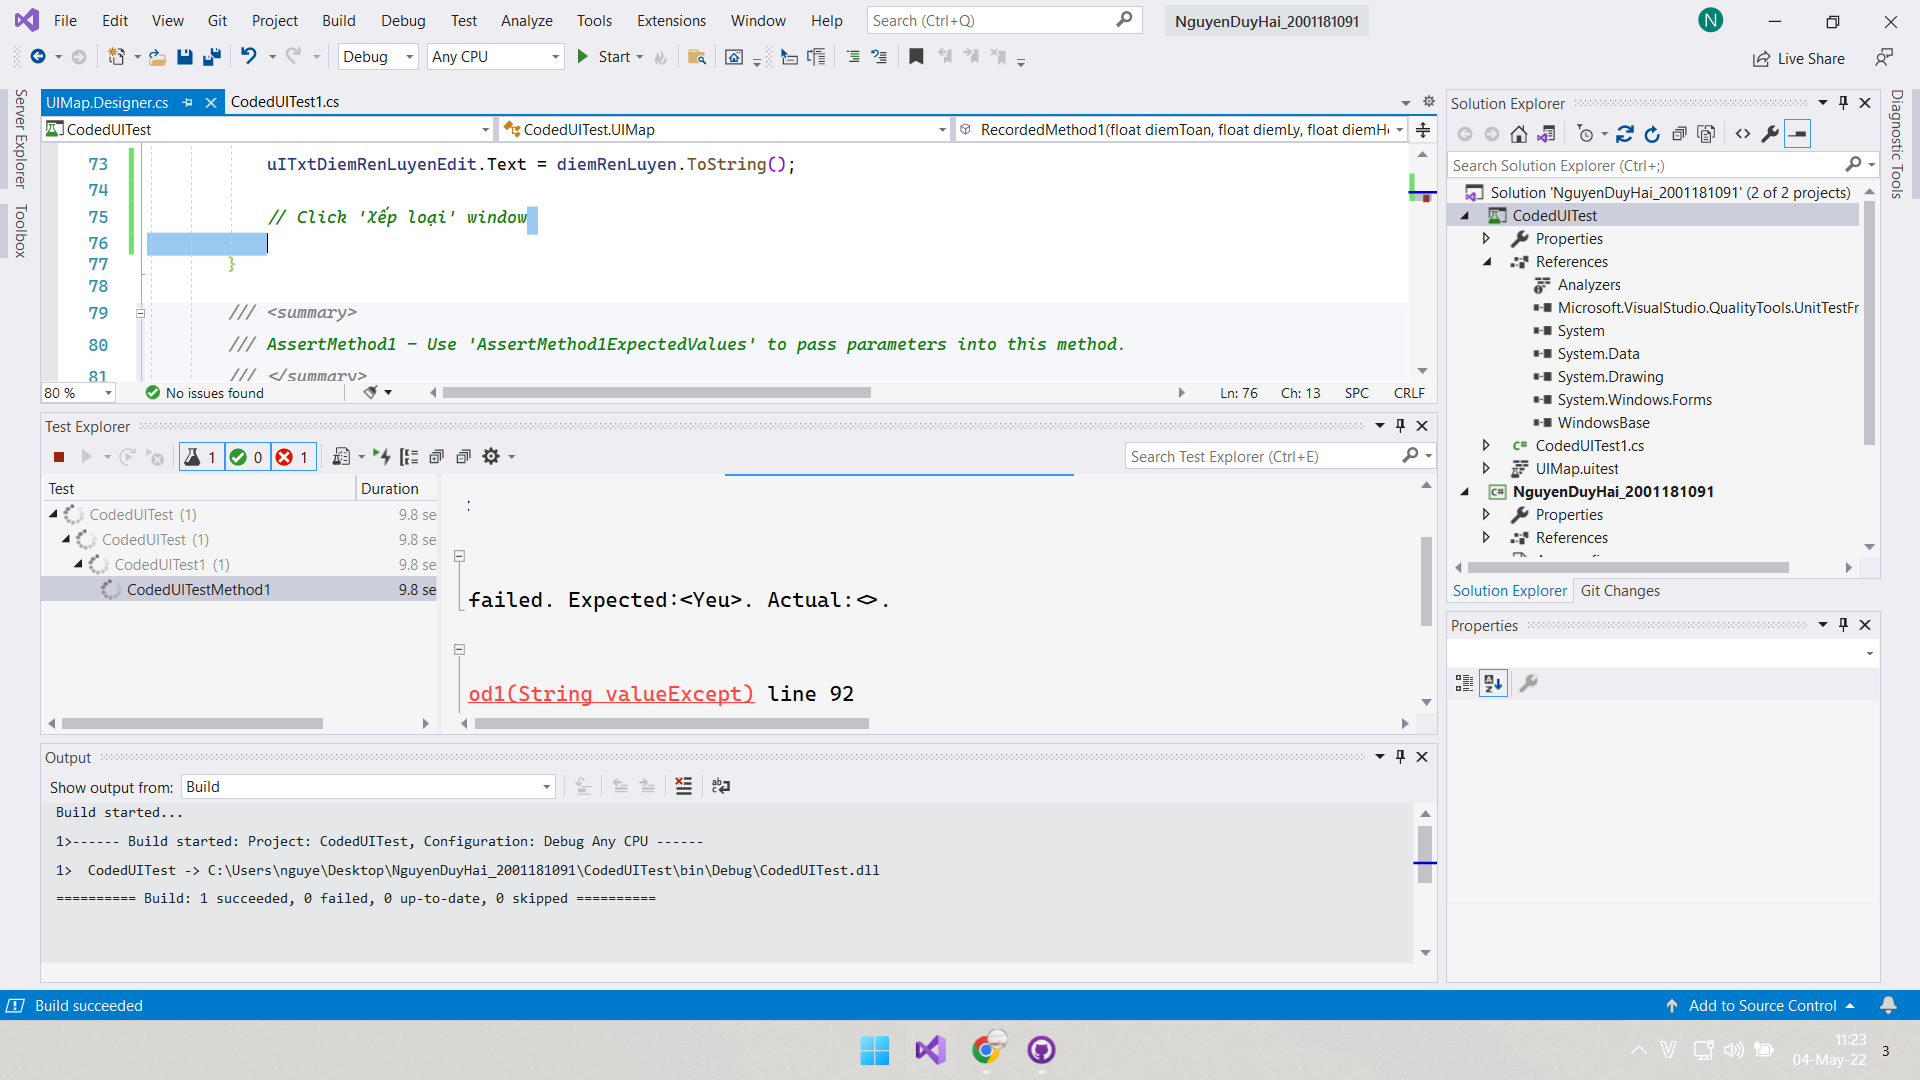 File Edit View Git Project Build Debug Test Analyze Tools Extensions Window Help Search (Ctrl+Q) NguyenDuyHai_2001181091 N
Debug Any CPU Start Live Share
Server Explorer
Toolbox
UIMap.Designer.cs CodedUITest1.cs
CodedUITest CodedUITest.UIMap RecordedMethod1(float diemToan, float diemLy, float diemHo
73 uITxtDiemRenLuyenEdit.Text = diemRenLuyen.ToString();
74
75 // Click 'Xếp loại' window
76
77 }
78
79 /// <summary>
80 /// AssertMethod1 - Use 'AssertMethod1ExpectedValues' to pass parameters into this method.
81 /// </summary>
80 % No issues found Ln: 76 Ch: 13 SPC CRLF
Test Explorer
1 0 1 Search Test Explorer (Ctrl+E)
Test Duration
CodedUITest (1) 9.8 se
CodedUITest (1) 9.8 se
CodedUITest1 (1) 9.8 se
CodedUITestMethod1 9.8 se
:
failed. Expected:<Yeu>. Actual:<>.
od1(String valueExcept) line 92
Output
Show output from: Build
Build started...
1>------ Build started: Project: CodedUITest, Configuration: Debug Any CPU ------
1>  CodedUITest -> C:\Users\nguye\Desktop\NguyenDuyHai_2001181091\CodedUITest\bin\Debug\CodedUITest.dll
========== Build: 1 succeeded, 0 failed, 0 up-to-date, 0 skipped ==========
Solution Explorer
Search Solution Explorer (Ctrl+;)
Solution 'NguyenDuyHai_2001181091' (2 of 2 projects)
CodedUITest
Properties
References
Analyzers
Microsoft.VisualStudio.QualityTools.UnitTestFr
System
System.Data
System.Drawing
System.Windows.Forms
WindowsBase
CodedUITest1.cs
UIMap.uitest
NguyenDuyHai_2001181091
Properties
References
Solution Explorer Git Changes
Properties
Diagnostic Tools
Build succeeded Add to Source Control
11:23
04-May-22 3